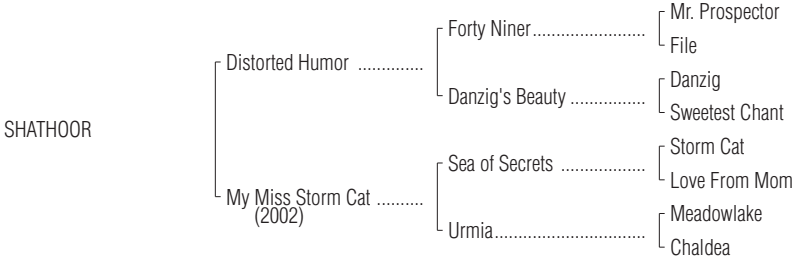 Mr. Prospector
Forty Niner........................
File
Distorted Humor ..............
Danzig
Danzig's Beauty ................
Sweetest Chant
SHATHOOR
Storm Cat
Sea of Secrets ..................
Love From Mom
My Miss Storm Cat ..........
(2002)
Meadowlake
Urmia................................
Chaldea